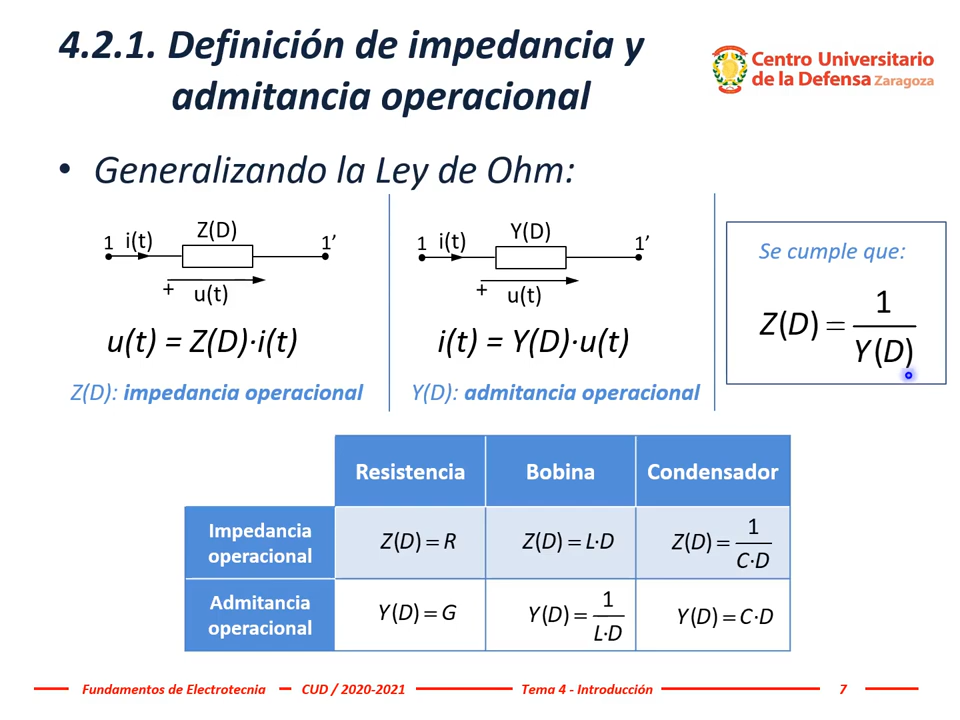 4.2.1. Definición de impedancia y
admitancia operacional
Centro Universitario
de la Defensa Zaragoza
• Generalizando la Ley de Ohm:
1 i(t) Z(D) 1’
+ u(t)
u(t) = Z(D)·i(t)
Z(D): impedancia operacional
1 i(t) Y(D) 1’
+ u(t)
i(t) = Y(D)·u(t)
Y(D): admitancia operacional
Se cumple que:
Z(D) = 1 / Y(D)
Resistencia Bobina Condensador
Impedancia operacional Z(D) = R Z(D) = L·D Z(D) = 1 / C·D
Admitancia operacional Y(D) = G Y(D) = 1 / L·D Y(D) = C·D
Fundamentos de Electrotecnia CUD / 2020-2021 Tema 4 - Introducción 7